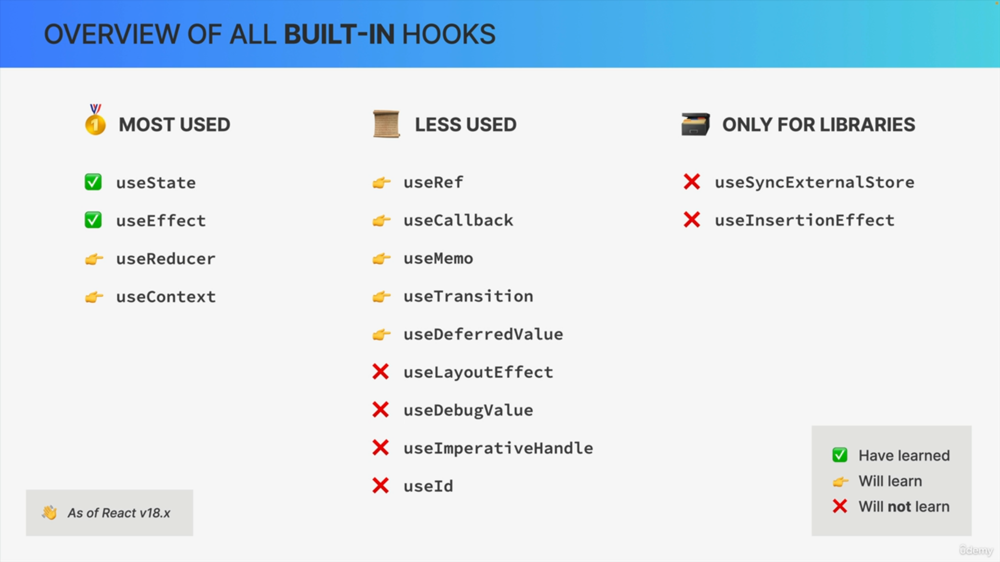 OVERVIEW OF ALL BUILT-IN HOOKS
MOST USED
useState
useEffect
useReducer
useContext
LESS USED
useRef
useCallback
useMemo
useTransition
useDeferredValue
useLayoutEffect
useDebugValue
useImperativeHandle
useId
ONLY FOR LIBRARIES
useSyncExternalStore
useInsertionEffect
As of React v18.x
Have learned
Will learn
Will not learn
ûdemy